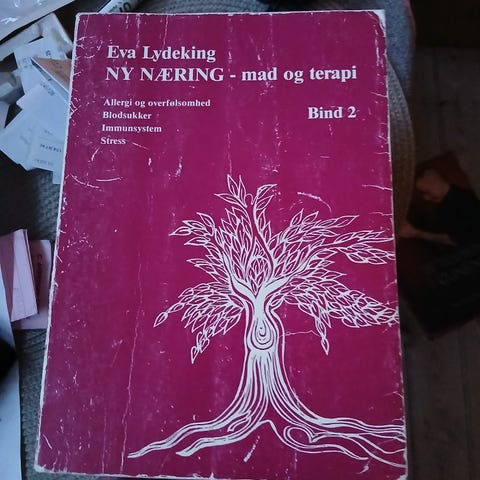 Eva Lydeking
NY NÆRING - mad og terapi
Allergi og overfølsomhed
Blodsukker
Immunsystem
Stress
Bind 2